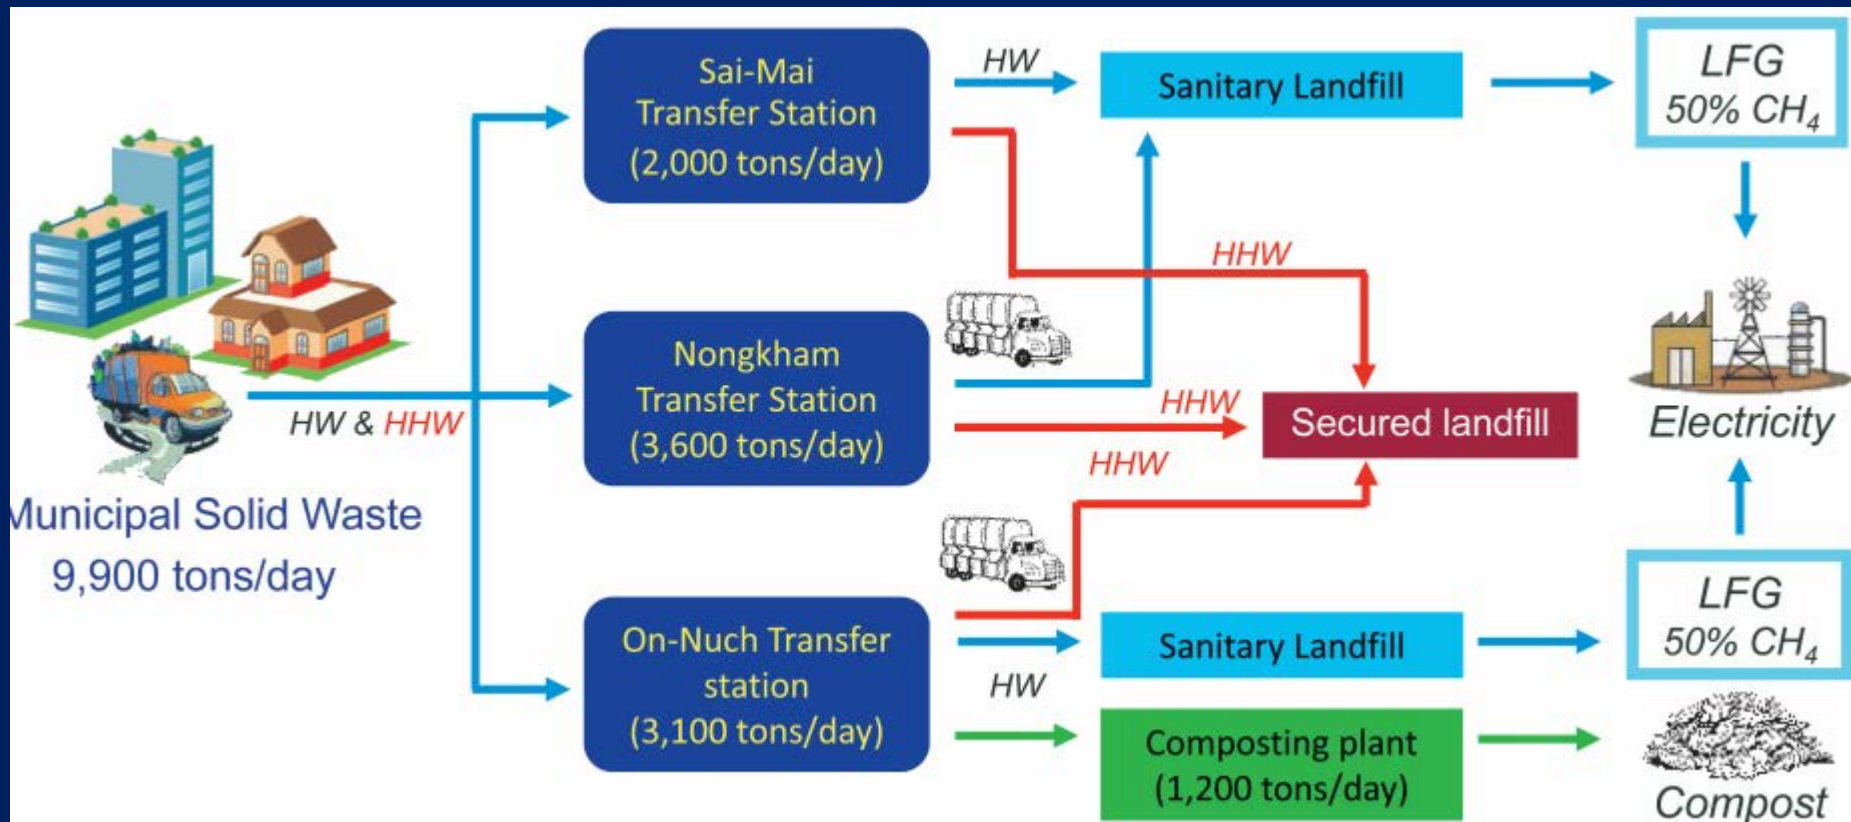 HW & HHW
Municipal Solid Waste
9,900 tons/day
Sai-Mai
Transfer Station
(2,000 tons/day)
Nongkham
Transfer Station
(3,600 tons/day)
On-Nuch Transfer
station
(3,100 tons/day)
HW
HHW
HHW
HHW
HW
Sanitary Landfill
Secured landfill
Sanitary Landfill
Composting plant
(1,200 tons/day)
LFG
50% CH₄
Electricity
LFG
50% CH₄
Compost